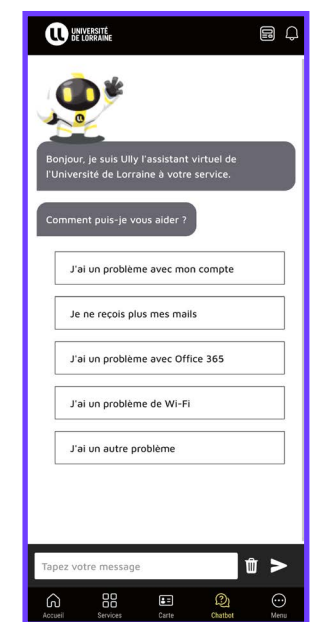 UNIVERSITÉ
DE LORRAINE
Bonjour, je suis Ully l'assistant virtuel de
l'Université de Lorraine à votre service.
Comment puis-je vous aider ?
J'ai un problème avec mon compte
Je ne reçois plus mes mails
J'ai un problème avec Office 365
J'ai un problème de Wi-Fi
J'ai un autre problème
Tapez votre message
Accueil Services Carte Chatbot Menu